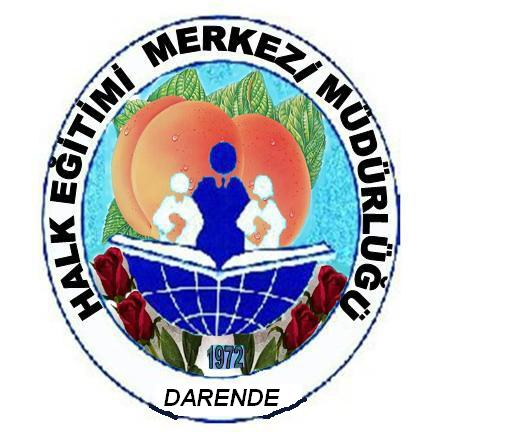 HALK EĞİTİMİ MERKEZİ MÜDÜRLÜĞÜ
1972
DARENDE